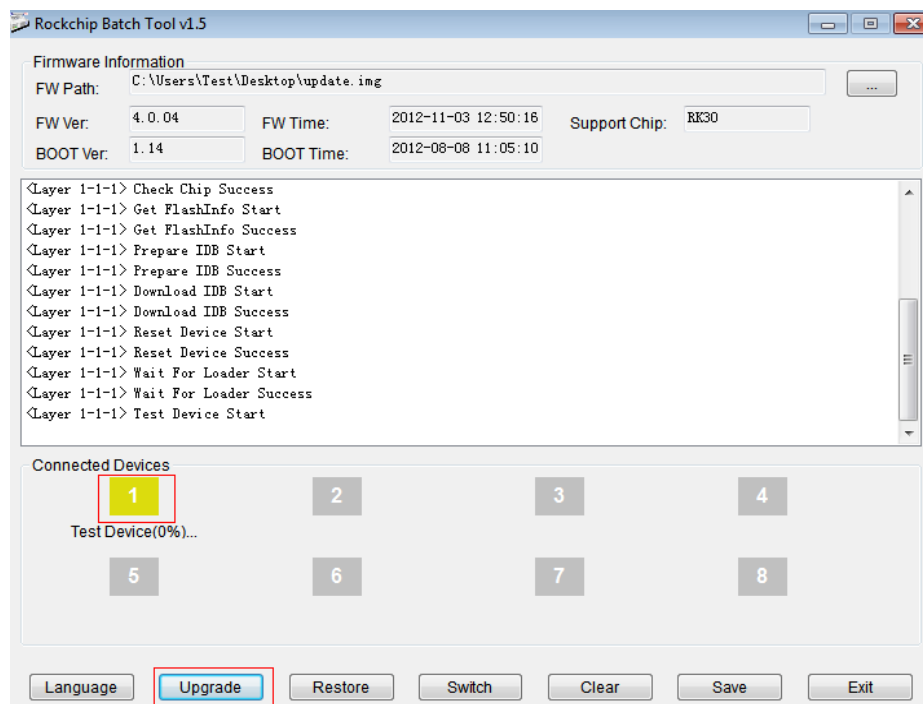 Rockchip Batch Tool v1.5
Firmware Information
FW Path: C:\Users\Test\Desktop\update.img ...
FW Ver: 4.0.04 FW Time: 2012-11-03 12:50:16 Support Chip: RK30
BOOT Ver: 1.14 BOOT Time: 2012-08-08 11:05:10
<Layer 1-1-1> Check Chip Success
<Layer 1-1-1> Get FlashInfo Start
<Layer 1-1-1> Get FlashInfo Success
<Layer 1-1-1> Prepare IDB Start
<Layer 1-1-1> Prepare IDB Success
<Layer 1-1-1> Download IDB Start
<Layer 1-1-1> Download IDB Success
<Layer 1-1-1> Reset Device Start
<Layer 1-1-1> Reset Device Success
<Layer 1-1-1> Wait For Loader Start
<Layer 1-1-1> Wait For Loader Success
<Layer 1-1-1> Test Device Start
Connected Devices
1 2 3 4
Test Device(0%)...
5 6 7 8
Language Upgrade Restore Switch Clear Save Exit